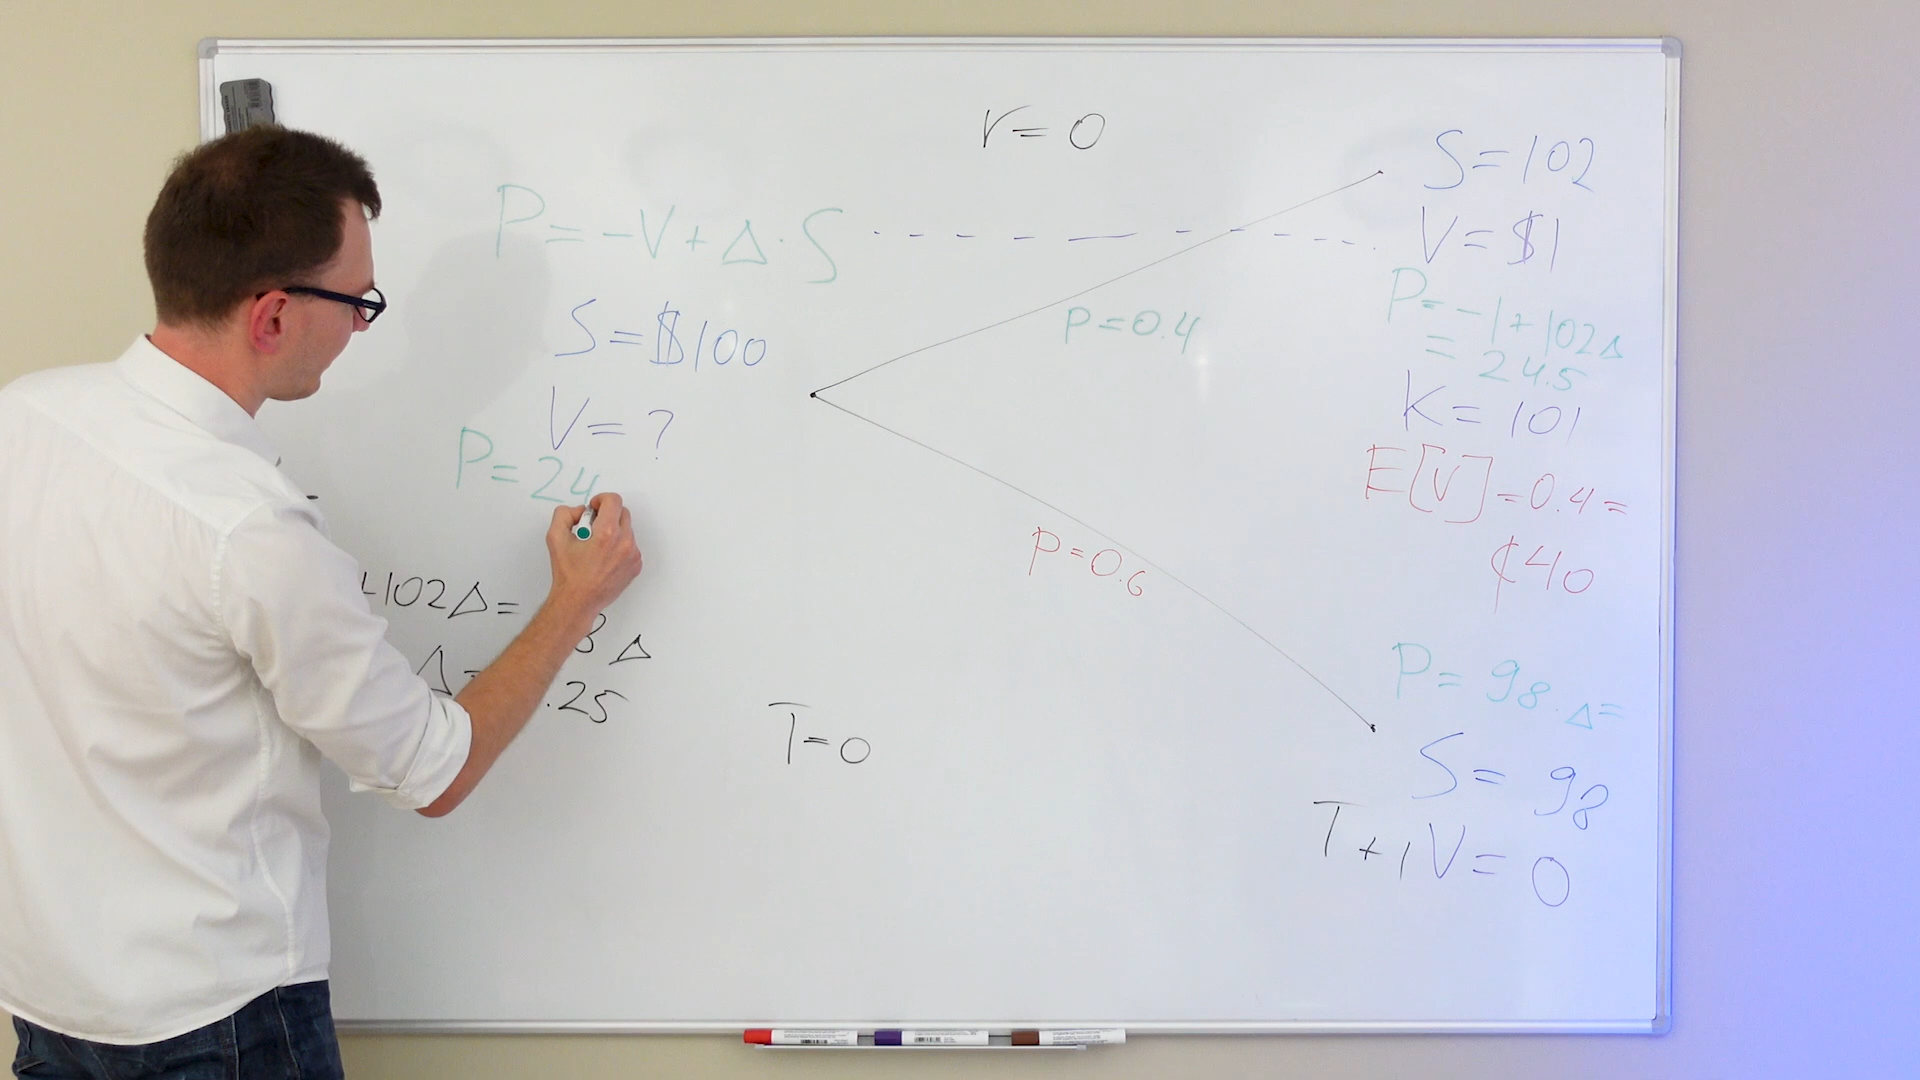 r=0
P=-V+Δ·S
S=$100
V=?
P=24
+102Δ=
8Δ
Δ=
.25
T=0
p=0.4
p=0.6
S=102
V=$1
P=-1+102Δ
=24.5
K=101
E[V]=0.4=
¢40
P=98·Δ=
S=98
T+1 V=0